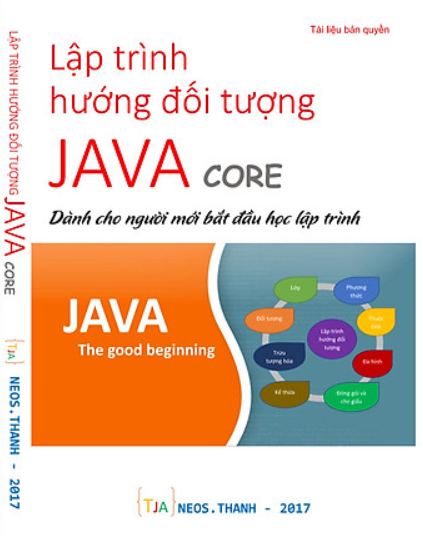 Tài liệu bản quyền
Lập trình
hướng đối tượng
JAVA CORE
Dành cho người mới bắt đầu học lập trình
JAVA
The good beginning
Lớp
Phương
thức
Đối tượng
Thuộc
tính
Lập trình
hướng đối
tượng
Trừu
tượng hóa
Đa hình
Kế thừa
Đóng gói và
che giấu
{TJA} NEOS.THANH - 2017
LẬP TRÌNH HƯỚNG ĐỐI TƯỢNG JAVA CORE
{TJA} NEOS.THANH - 2017